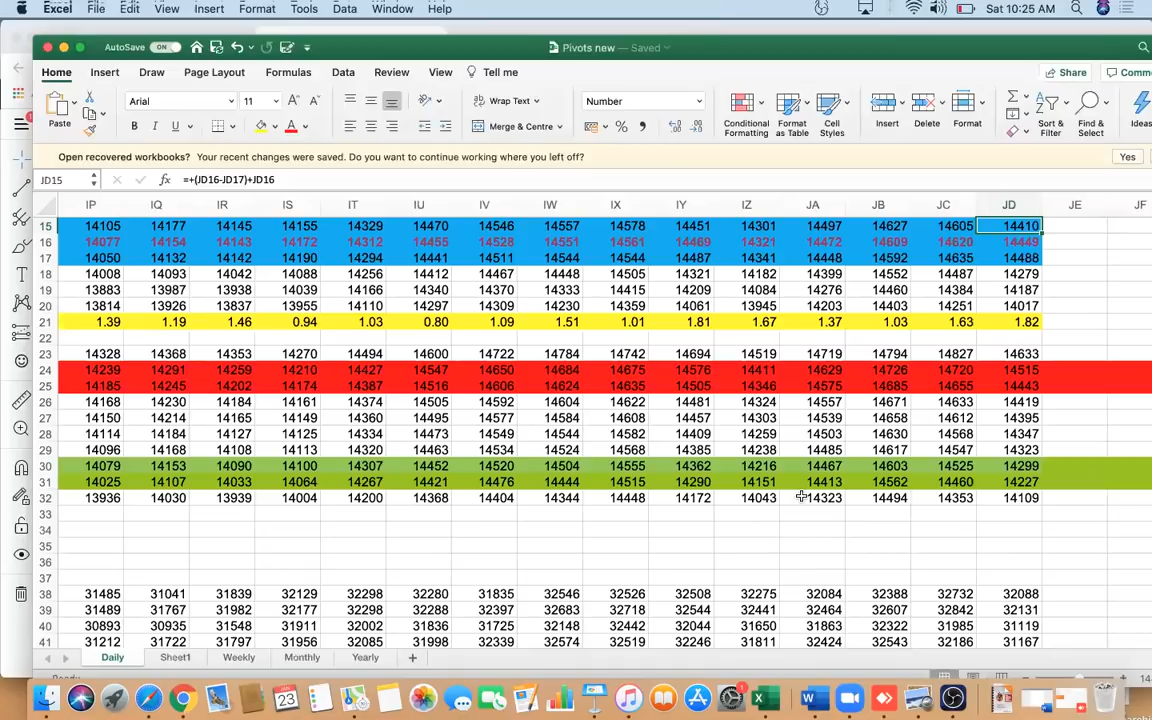 Excel File Edit View Insert Format Tools Data Window Help Sat 10:25 AM
AutoSave ON Pivots new — Saved
Home Insert Draw Page Layout Formulas Data Review View Tell me Share
Paste Arial 11 Wrap Text Merge & Centre Number Conditional Formatting Format as Table Cell Styles Insert Delete Format Sort & Filter Find & Select Ideas
Open recovered workbooks? Your recent changes were saved. Do you want to continue working where you left off? Yes
JD15 fx =+(JD16-JD17)+JD16
IP IQ IR IS IT IU IV IW IX IY IZ JA JB JC JD JE JF
15 14105 14177 14145 14155 14329 14470 14546 14557 14578 14451 14301 14497 14627 14605 14410
16 14077 14154 14143 14172 14312 14455 14528 14551 14561 14469 14321 14472 14609 14620 14449
17 14050 14132 14142 14190 14294 14441 14511 14544 14544 14487 14341 14448 14592 14635 14488
18 14008 14093 14042 14088 14256 14412 14467 14448 14505 14321 14182 14399 14552 14487 14279
19 13883 13987 13938 14039 14166 14340 14370 14333 14415 14209 14084 14276 14460 14384 14187
20 13814 13926 13837 13955 14110 14297 14309 14230 14359 14061 13945 14203 14403 14251 14017
21 1.39 1.19 1.46 0.94 1.03 0.80 1.09 1.51 1.01 1.81 1.67 1.37 1.03 1.63 1.82
22
23 14328 14368 14353 14270 14494 14600 14722 14784 14742 14694 14519 14719 14794 14827 14633
24 14239 14291 14259 14210 14427 14547 14650 14684 14675 14576 14411 14629 14726 14720 14515
25 14185 14245 14202 14174 14387 14516 14606 14624 14635 14505 14346 14575 14685 14655 14443
26 14168 14230 14184 14161 14374 14505 14592 14604 14622 14481 14324 14557 14671 14633 14419
27 14150 14214 14165 14149 14360 14495 14577 14584 14608 14457 14303 14539 14658 14612 14395
28 14114 14184 14127 14125 14334 14473 14549 14544 14582 14409 14259 14503 14630 14568 14347
29 14096 14168 14108 14113 14320 14463 14534 14524 14568 14385 14238 14485 14617 14547 14323
30 14079 14153 14090 14100 14307 14452 14520 14504 14555 14362 14216 14467 14603 14525 14299
31 14025 14107 14033 14064 14267 14421 14476 14444 14515 14290 14151 14413 14562 14460 14227
32 13936 14030 13939 14004 14200 14368 14404 14344 14448 14172 14043 14323 14494 14353 14109
33
34
35
36
37
38 31485 31041 31839 32129 32298 32280 31835 32546 32526 32508 32275 32084 32388 32732 32088
39 31489 31767 31982 32177 32298 32288 32397 32683 32718 32544 32441 32464 32607 32842 32131
40 30893 30935 31548 31911 32002 31836 31725 32148 32442 32046 31650 31863 32322 31985 31119
41 31212 31722 31797 31956 32085 31998 32339 32574 32519 32246 31811 32424 32543 32186 31167
Daily Sheet1 Weekly Monthly Yearly +